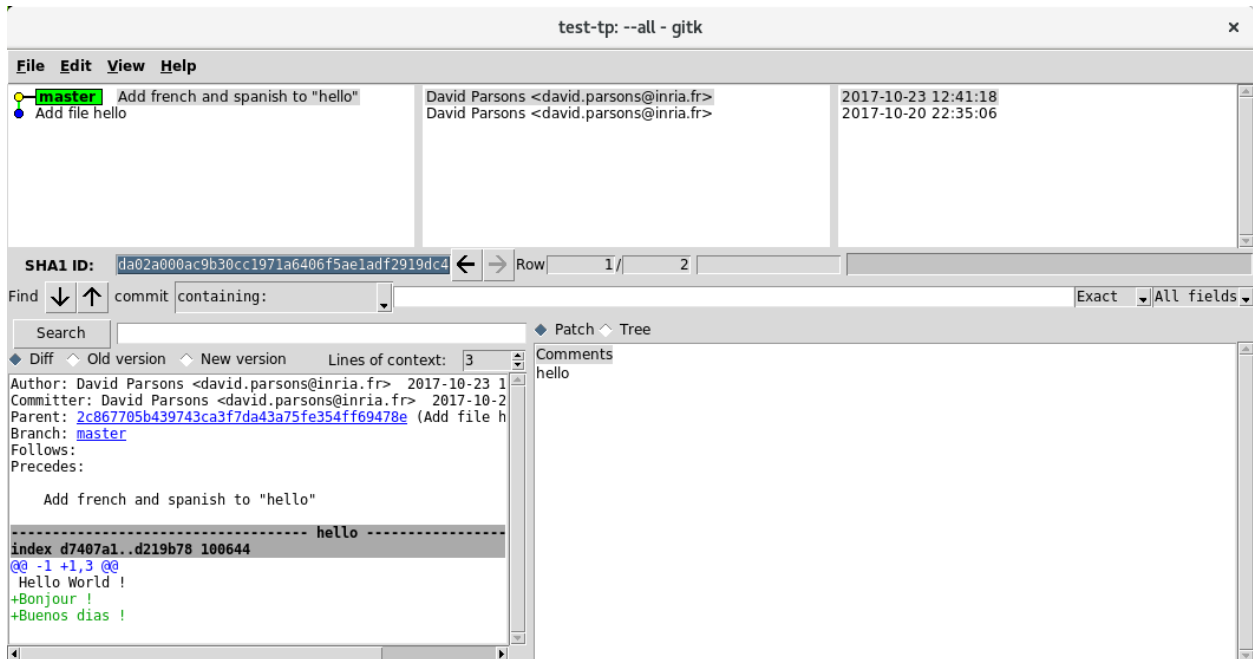 test-tp: --all - gitk
×
File Edit View Help
master Add french and spanish to "hello" David Parsons <david.parsons@inria.fr> 2017-10-23 12:41:18
Add file hello David Parsons <david.parsons@inria.fr> 2017-10-20 22:35:06
SHA1 ID: da02a000ac9b30cc1971a6406f5ae1adf2919dc4 Row 1/ 2
Find commit containing: Exact All fields
Search
Patch Tree
Diff Old version New version Lines of context: 3
Comments
hello
Author: David Parsons <david.parsons@inria.fr> 2017-10-23 1
Committer: David Parsons <david.parsons@inria.fr> 2017-10-2
Parent: 2c867705b439743ca3f7da43a75fe354ff69478e (Add file h
Branch: master
Follows:
Precedes:
Add french and spanish to "hello"
------------------------------------ hello -----------------
index d7407a1..d219b78 100644
@@ -1 +1,3 @@
Hello World !
+Bonjour !
+Buenos dias !